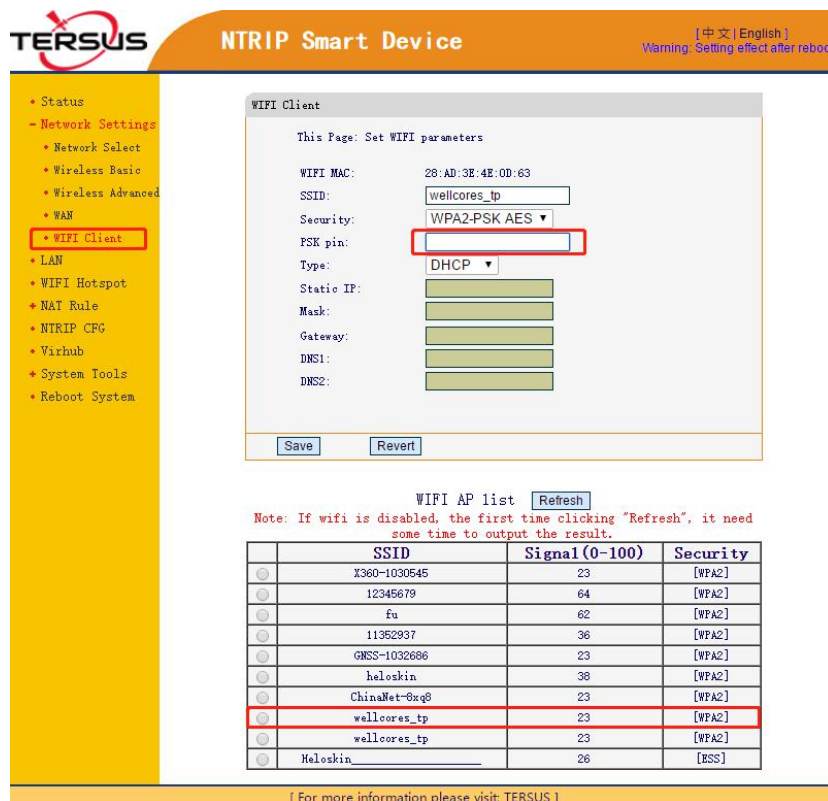 TERSUS
NTRIP Smart Device
[ 中 文 | English ]
Warning: Setting effect after reboo
Status
Network Settings
Network Select
Wireless Basic
Wireless Advanced
WAN
WIFI Client
LAN
WIFI Hotspot
NAT Rule
NTRIP CFG
Virhub
System Tools
Reboot System
WIFI Client
This Page: Set WIFI parameters
WIFI MAC: 28:AD:3E:4E:0D:63
SSID: wellcores_tp
Security: WPA2-PSK AES
PSK pin:
Type: DHCP
Static IP:
Mask:
Gateway:
DNS1:
DNS2:
Save Revert
WIFI AP list Refresh
Note: If wifi is disabled, the first time clicking "Refresh", it need
some time to output the result.
SSID Signal(0-100) Security
X360-1030545 23 [WPA2]
12345679 64 [WPA2]
fu 62 [WPA2]
11352937 36 [WPA2]
GNSS-1032686 23 [WPA2]
heloskin 38 [WPA2]
ChinaNet-8xq8 23 [WPA2]
wellcores_tp 23 [WPA2]
wellcores_tp 23 [WPA2]
Heloskin____________________ 26 [ESS]
[ For more information please visit: TERSUS ]